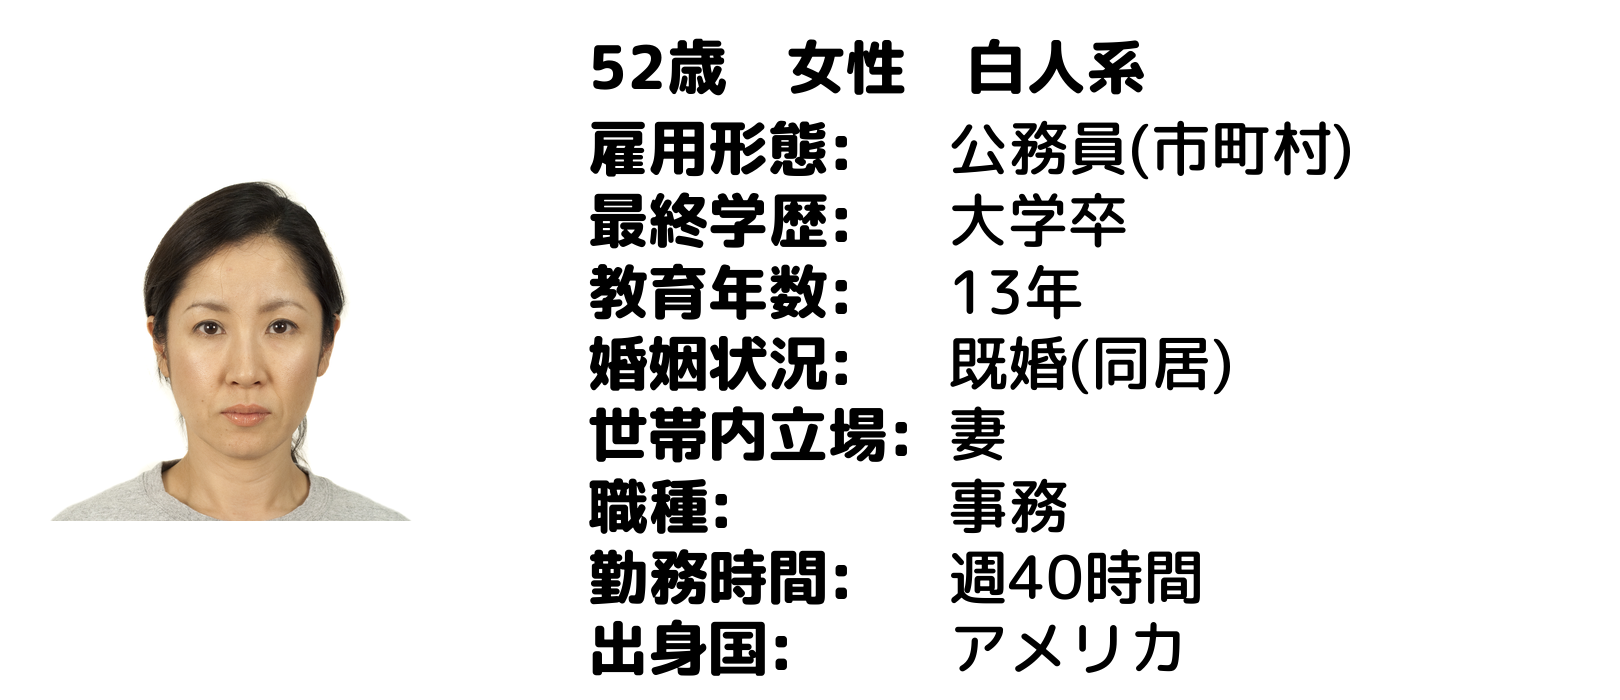 52歳　女性　白人系
雇用形態:　公務員(市町村)
最終学歴:　大学卒
教育年数:　13年
婚姻状況:　既婚(同居)
世帯内立場:　妻
職種:　事務
勤務時間:　週40時間
出身国:　アメリカ